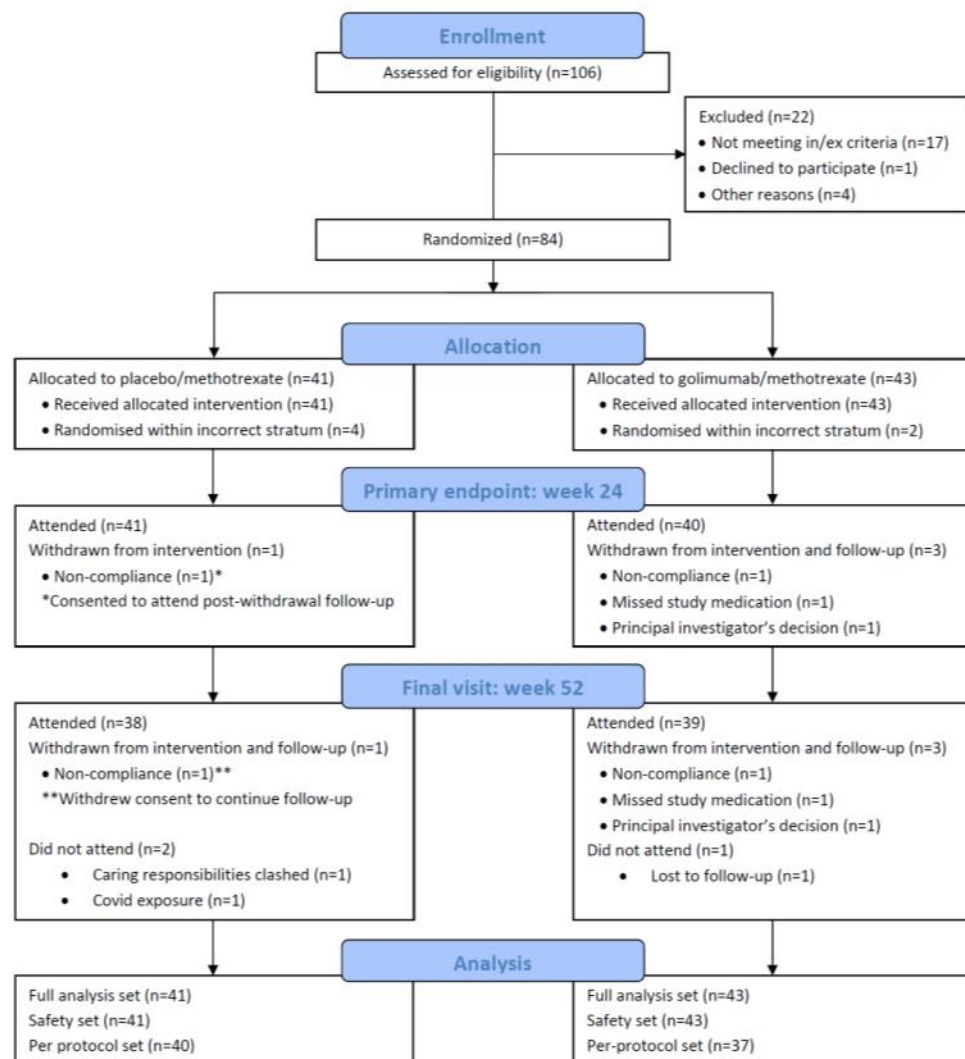 Enrollment
Assessed for eligibility (n=106)
Excluded (n=22)
• Not meeting in/ex criteria (n=17)
• Declined to participate (n=1)
• Other reasons (n=4)
Randomized (n=84)
Allocation
Allocated to placebo/methotrexate (n=41)
• Received allocated intervention (n=41)
• Randomised within incorrect stratum (n=4)
Allocated to golimumab/methotrexate (n=43)
• Received allocated intervention (n=43)
• Randomised within incorrect stratum (n=2)
Primary endpoint: week 24
Attended (n=41)
Withdrawn from intervention (n=1)
• Non-compliance (n=1)*
*Consented to attend post-withdrawal follow-up
Attended (n=40)
Withdrawn from intervention and follow-up (n=3)
• Non-compliance (n=1)
• Missed study medication (n=1)
• Principal investigator's decision (n=1)
Final visit: week 52
Attended (n=38)
Withdrawn from intervention and follow-up (n=1)
• Non-compliance (n=1)**
**Withdrew consent to continue follow-up
Did not attend (n=2)
• Caring responsibilities clashed (n=1)
• Covid exposure (n=1)
Attended (n=39)
Withdrawn from intervention and follow-up (n=3)
• Non-compliance (n=1)
• Missed study medication (n=1)
• Principal investigator's decision (n=1)
Did not attend (n=1)
• Lost to follow-up (n=1)
Analysis
Full analysis set (n=41)
Safety set (n=41)
Per protocol set (n=40)
Full analysis set (n=43)
Safety set (n=43)
Per-protocol set (n=37)